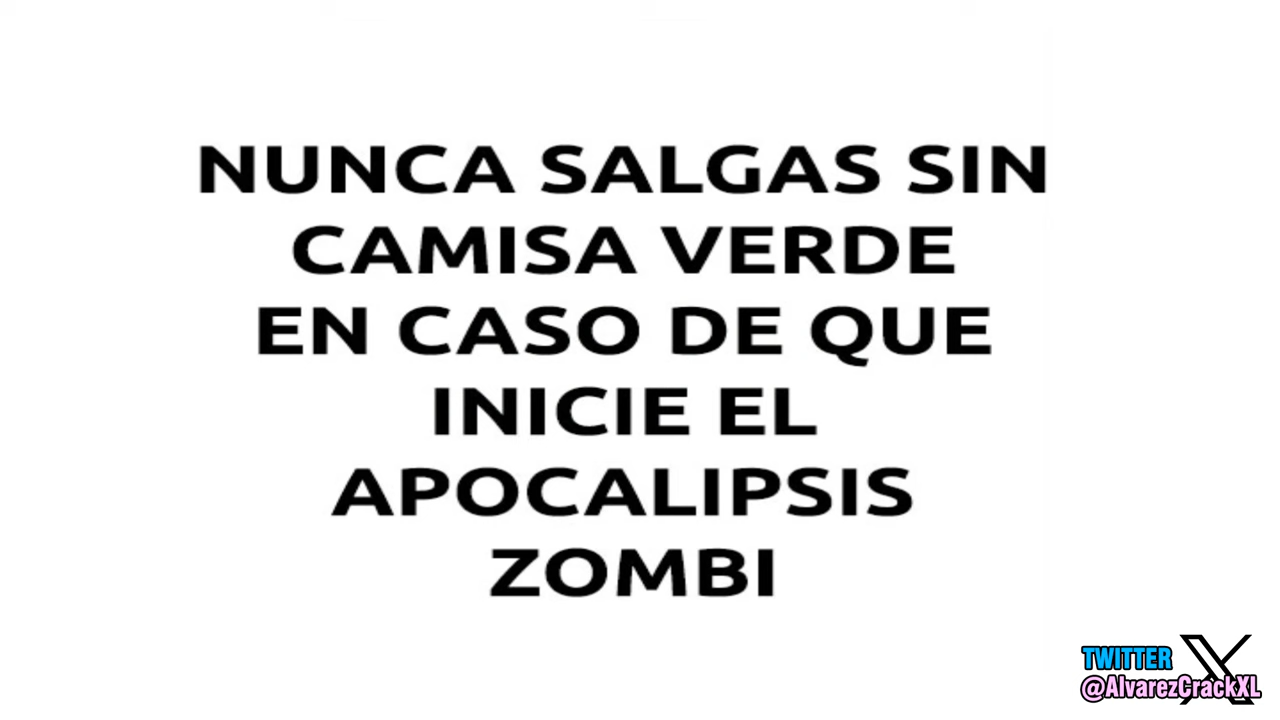 NUNCA SALGAS SIN
CAMISA VERDE
EN CASO DE QUE
INICIE EL
APOCALIPSIS
ZOMBI
TWITTER X
@AlvarezCrackXL